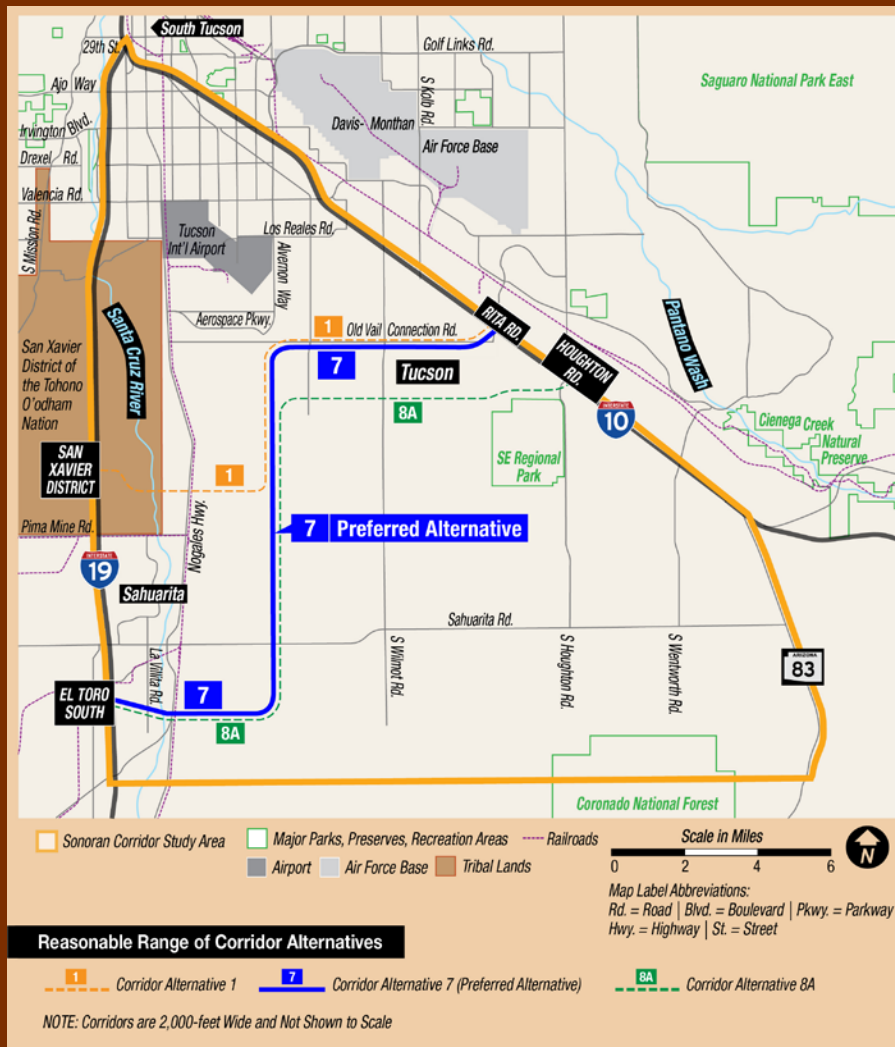 South Tucson
29th St.
Golf Links Rd.
Ajo Way
S Kolb Rd.
Saguaro National Park East
Davis- Monthan
Irvington Blvd.
Air Force Base
Drexel Rd.
Valencia Rd.
S Mission Rd.
Tucson
Int'l Airport
Los Reales Rd.
Alvernon Way
Santa Cruz River
Aerospace Pkwy.
1
Old Vail Connection Rd.
RITA RD.
Pantano Wash
7
Tucson
HOUGHTON
RD.
San Xavier
District of
the Tohono
O'odham
Nation
8A
INTERSTATE
10
Cienega Creek
Natural
Preserve
SAN
XAVIER
DISTRICT
1
SE Regional
Park
Pima Mine Rd.
Nogales Hwy.
7 Preferred Alternative
INTERSTATE
19
Sahuarita
Sahuarita Rd.
La Villita Rd.
S Wilmot Rd.
S Houghton Rd.
S Wentworth Rd.
ARIZONA
83
EL TORO
SOUTH
7
8A
Coronado National Forest
Sonoran Corridor Study Area
Major Parks, Preserves, Recreation Areas
Railroads
Airport
Air Force Base
Tribal Lands
Scale in Miles
0 2 4 6
N
Map Label Abbreviations:
Rd. = Road | Blvd. = Boulevard | Pkwy. = Parkway
Hwy. = Highway | St. = Street
Reasonable Range of Corridor Alternatives
1 Corridor Alternative 1
7 Corridor Alternative 7 (Preferred Alternative)
8A Corridor Alternative 8A
NOTE: Corridors are 2,000-feet Wide and Not Shown to Scale